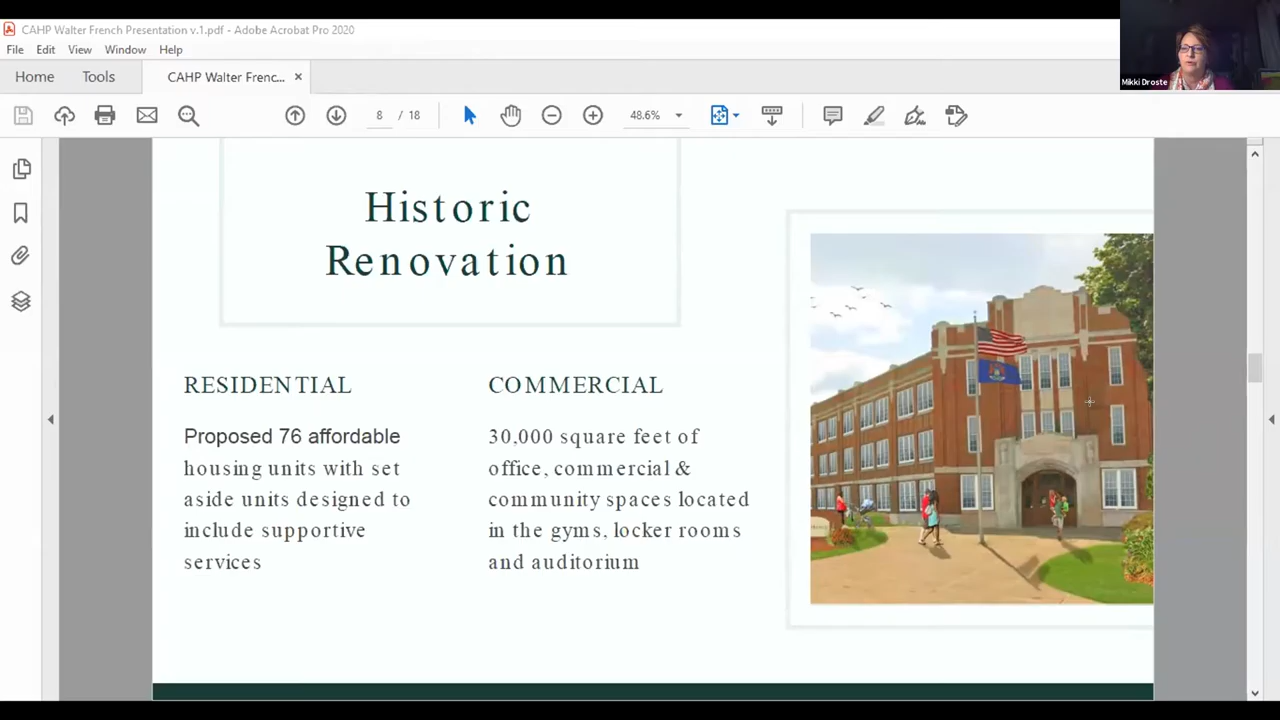 CAHP Walter French Presentation v.1.pdf - Adobe Acrobat Pro 2020
File Edit View Window Help
Home Tools CAHP Walter Frenc... ×
8 / 18 48.6%
Mikki Droste
Historic
Renovation
RESIDENTIAL
Proposed 76 affordable
housing units with set
aside units designed to
include supportive
services
COMMERCIAL
30,000 square feet of
office, commercial &
community spaces located
in the gyms, locker rooms
and auditorium